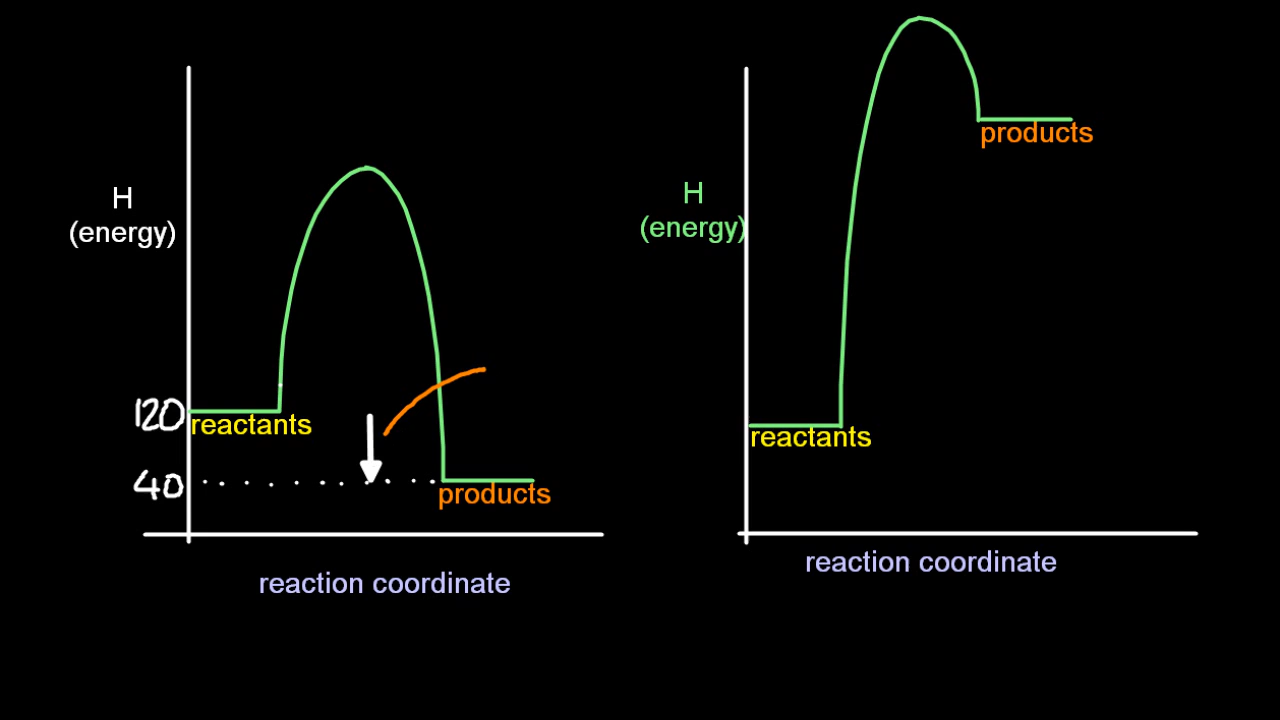 H
(energy)
120
reactants
40
products
reaction coordinate
H
(energy)
products
reactants
reaction coordinate